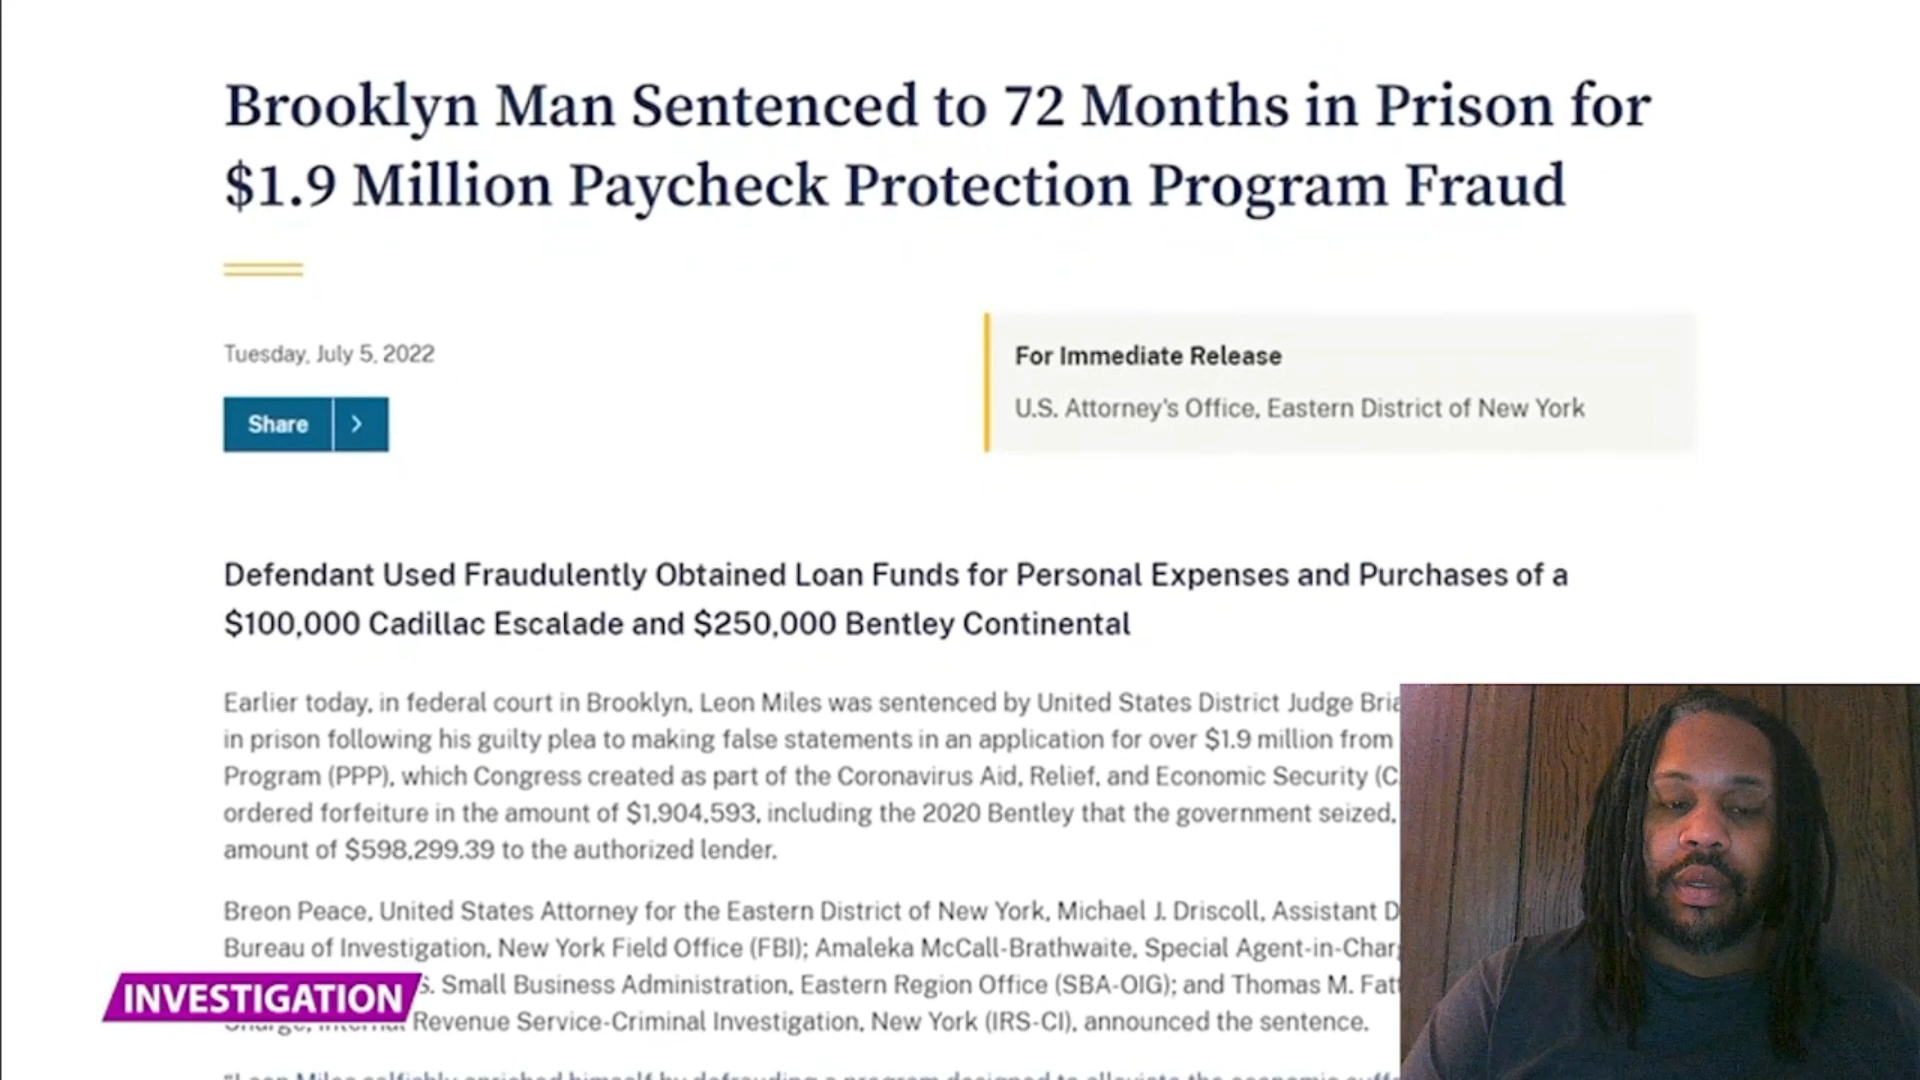 Brooklyn Man Sentenced to 72 Months in Prison for
$1.9 Million Paycheck Protection Program Fraud
Tuesday, July 5, 2022
Share
For Immediate Release
U.S. Attorney's Office, Eastern District of New York
Defendant Used Fraudulently Obtained Loan Funds for Personal Expenses and Purchases of a
$100,000 Cadillac Escalade and $250,000 Bentley Continental
Earlier today, in federal court in Brooklyn, Leon Miles was sentenced by United States District Judge Bria
in prison following his guilty plea to making false statements in an application for over $1.9 million from
Program (PPP), which Congress created as part of the Coronavirus Aid, Relief, and Economic Security (C
ordered forfeiture in the amount of $1,904,593, including the 2020 Bentley that the government seized,
amount of $598,299.39 to the authorized lender.
Breon Peace, United States Attorney for the Eastern District of New York, Michael J. Driscoll, Assistant D
Bureau of Investigation, New York Field Office (FBI); Amaleka McCall-Brathwaite, Special Agent-in-Charg
S. Small Business Administration, Eastern Region Office (SBA-OIG); and Thomas M. Fatt
INVESTIGATION
Revenue Service-Criminal Investigation, New York (IRS-CI), announced the sentence.